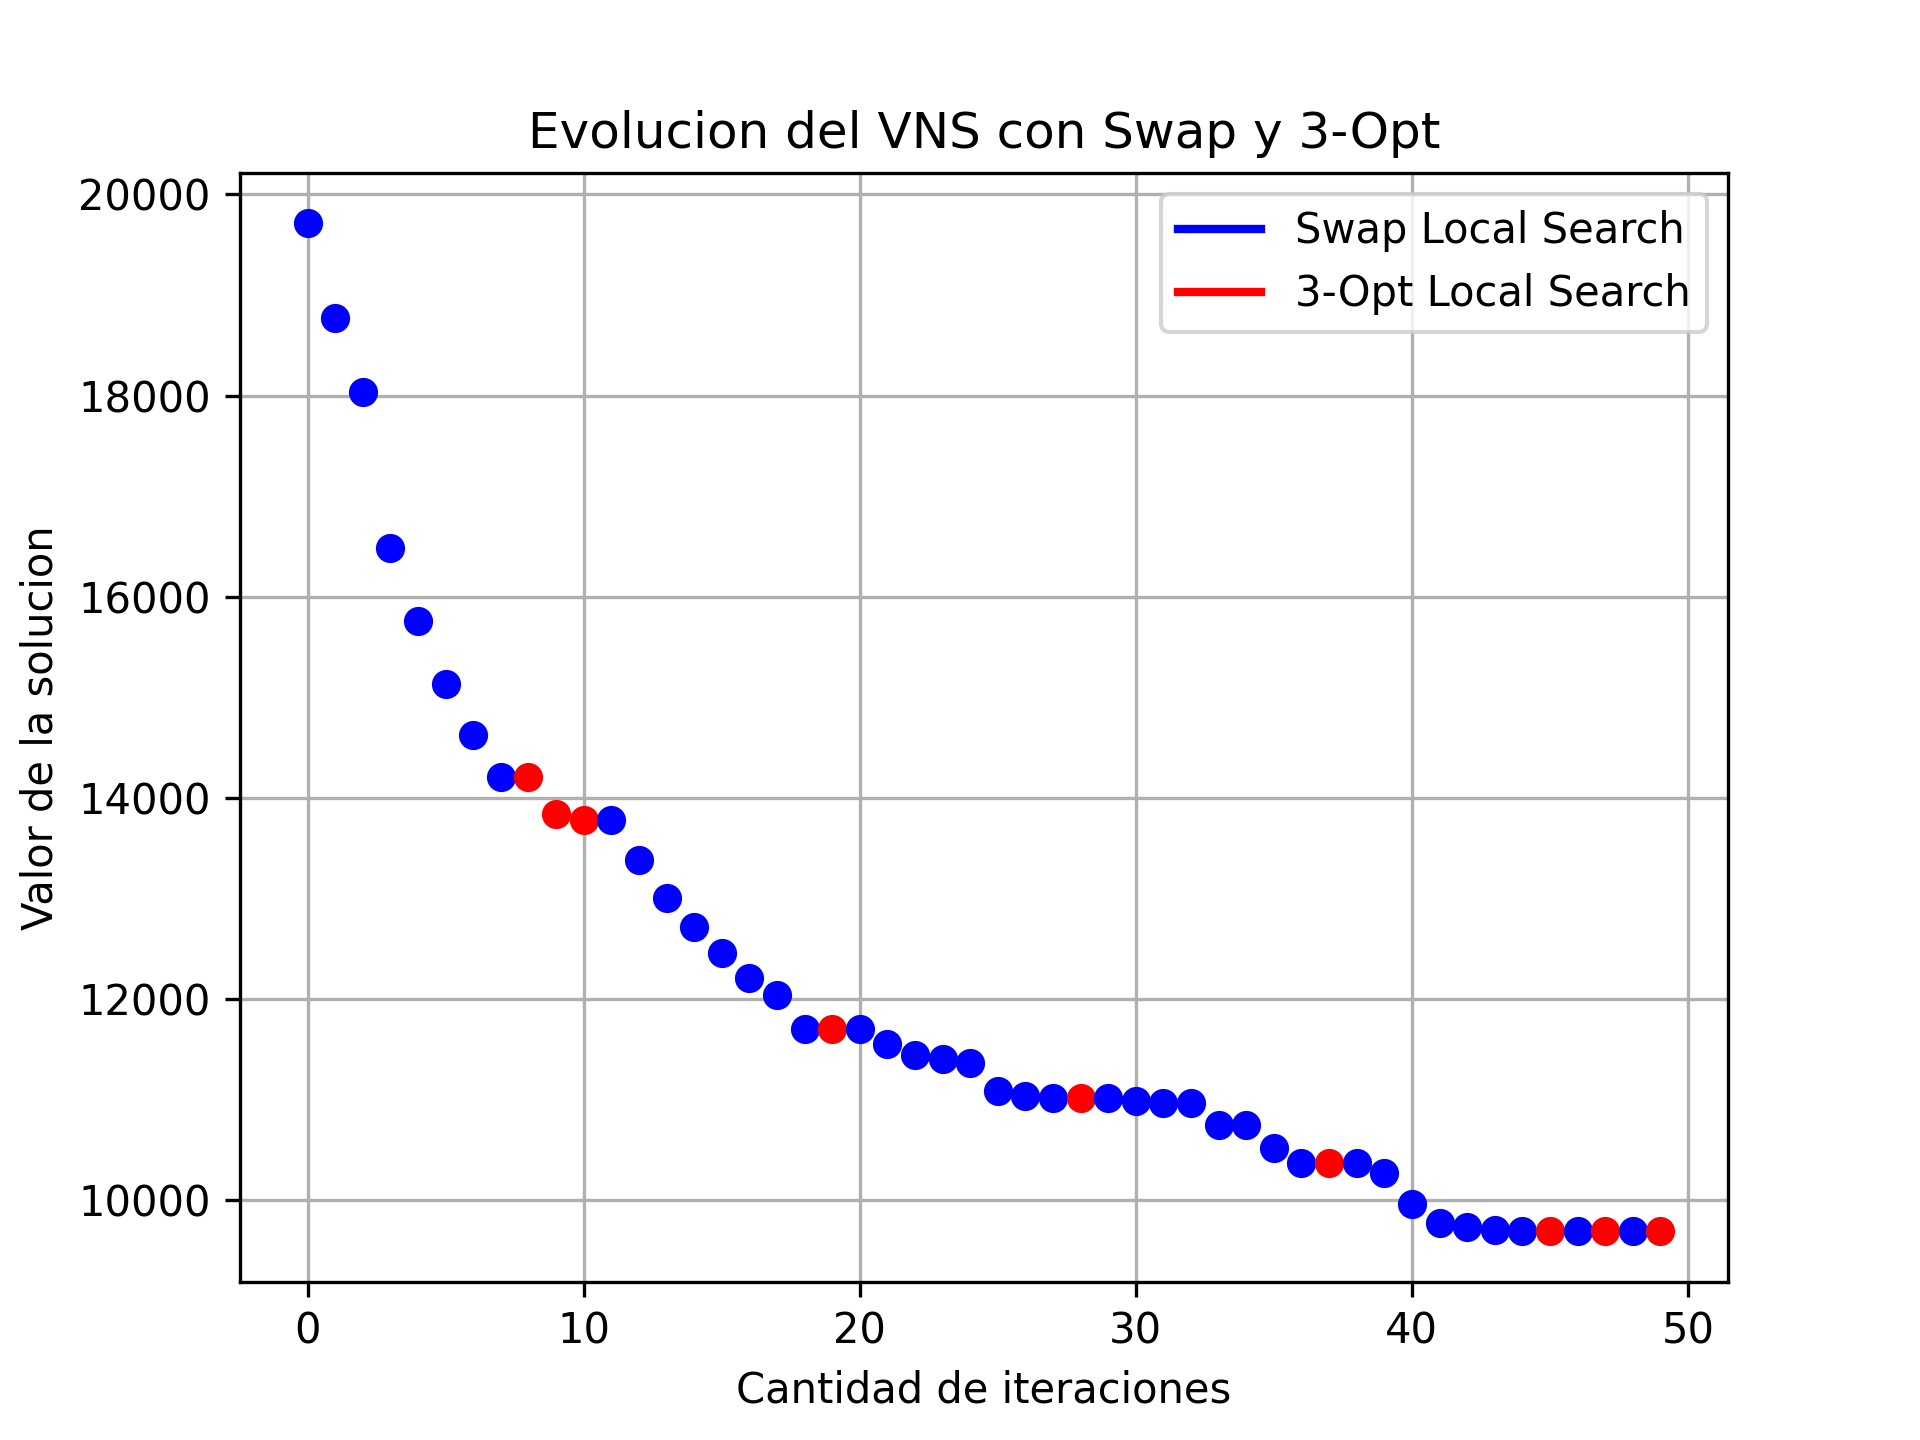 Evolucion del VNS con Swap y 3-Opt
Swap Local Search
3-Opt Local Search
Valor de la solucion
20000
18000
16000
14000
12000
10000
0 10 20 30 40 50
Cantidad de iteraciones